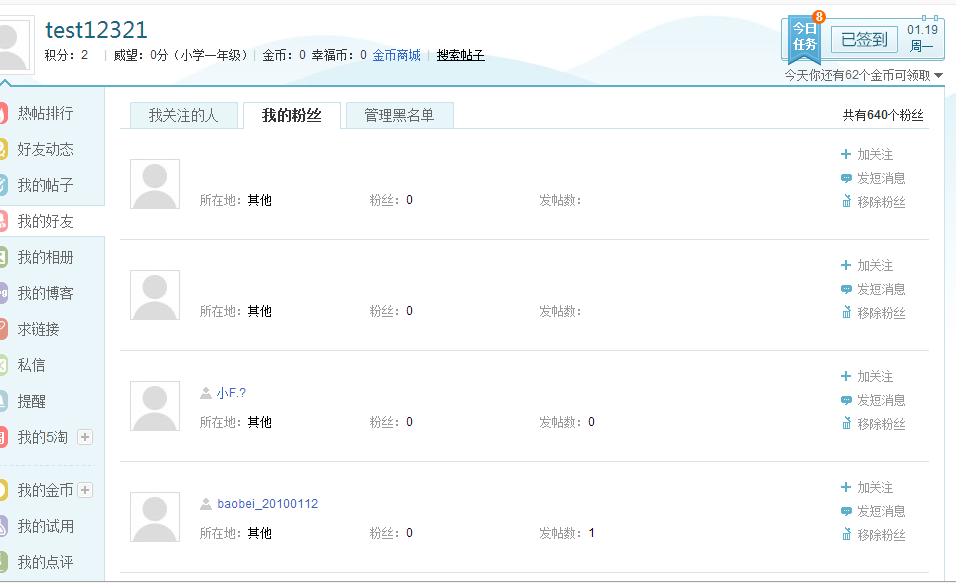 test12321
积分：2 | 威望：0分（小学一年级）| 金币：0 幸福币：0 金币商城 | 搜索帖子
今日任务
8
已签到
01.19
周一
今天你还有62个金币可领取
热帖排行
好友动态
我的帖子
我的好友
我的相册
我的博客
求链接
私信
提醒
我的5淘
我的金币
我的试用
我的点评
我关注的人 我的粉丝 管理黑名单 共有640个粉丝
加关注
发短消息
所在地：其他 粉丝：0 发帖数：
移除粉丝
加关注
发短消息
所在地：其他 粉丝：0 发帖数：
移除粉丝
加关注
小F.?
发短消息
所在地：其他 粉丝：0 发帖数：0
移除粉丝
加关注
baobei_20100112
发短消息
所在地：其他 粉丝：0 发帖数：1
移除粉丝